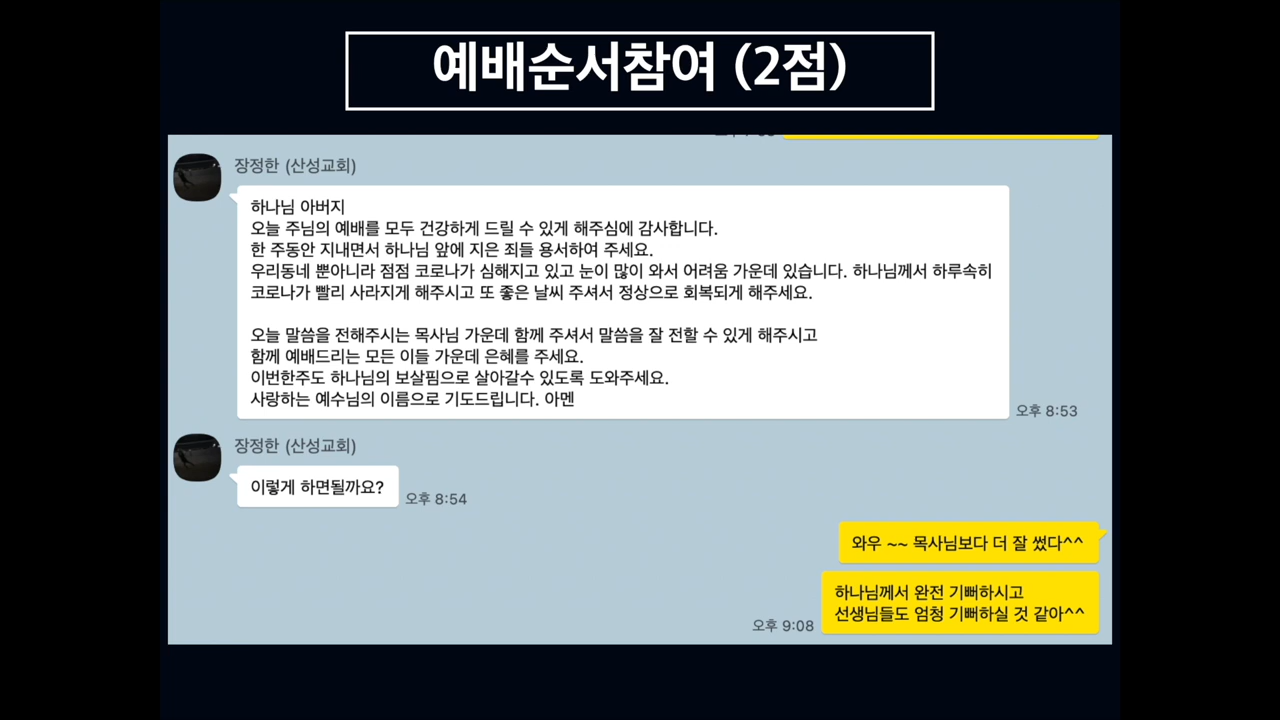 예배순서참여 (2점)
장정한 (산성교회)
하나님 아버지
오늘 주님의 예배를 모두 건강하게 드릴 수 있게 해주심에 감사합니다.
한 주동안 지내면서 하나님 앞에 지은 죄들 용서하여 주세요.
우리동네 뿐아니라 점점 코로나가 심해지고 있고 눈이 많이 와서 어려움 가운데 있습니다. 하나님께서 하루속히
코로나가 빨리 사라지게 해주시고 또 좋은 날씨 주셔서 정상으로 회복되게 해주세요.
오늘 말씀을 전해주시는 목사님 가운데 함께 주셔서 말씀을 잘 전할 수 있게 해주시고
함께 예배드리는 모든 이들 가운데 은혜를 주세요.
이번한주도 하나님의 보살핌으로 살아갈수 있도록 도와주세요.
사랑하는 예수님의 이름으로 기도드립니다. 아멘
오후 8:53
장정한 (산성교회)
이렇게 하면될까요?
오후 8:54
와우 ~~ 목사님보다 더 잘 썼다^^
하나님께서 완전 기뻐하시고
선생님들도 엄청 기뻐하실 것 같아^^
오후 9:08